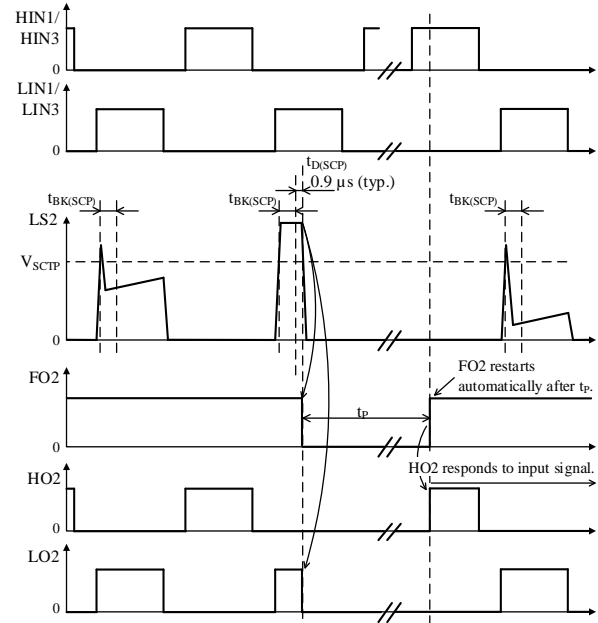 HIN1/
HIN3
0
LIN1/
LIN3
0
tD(SCP)
0.9 µs (typ.)
tBK(SCP) tBK(SCP) tBK(SCP)
LS2
VSCTP
0
FO2
FO2 restarts
automatically after tP.
tP
0
HO2
HO2 responds to input signal.
0
LO2
0